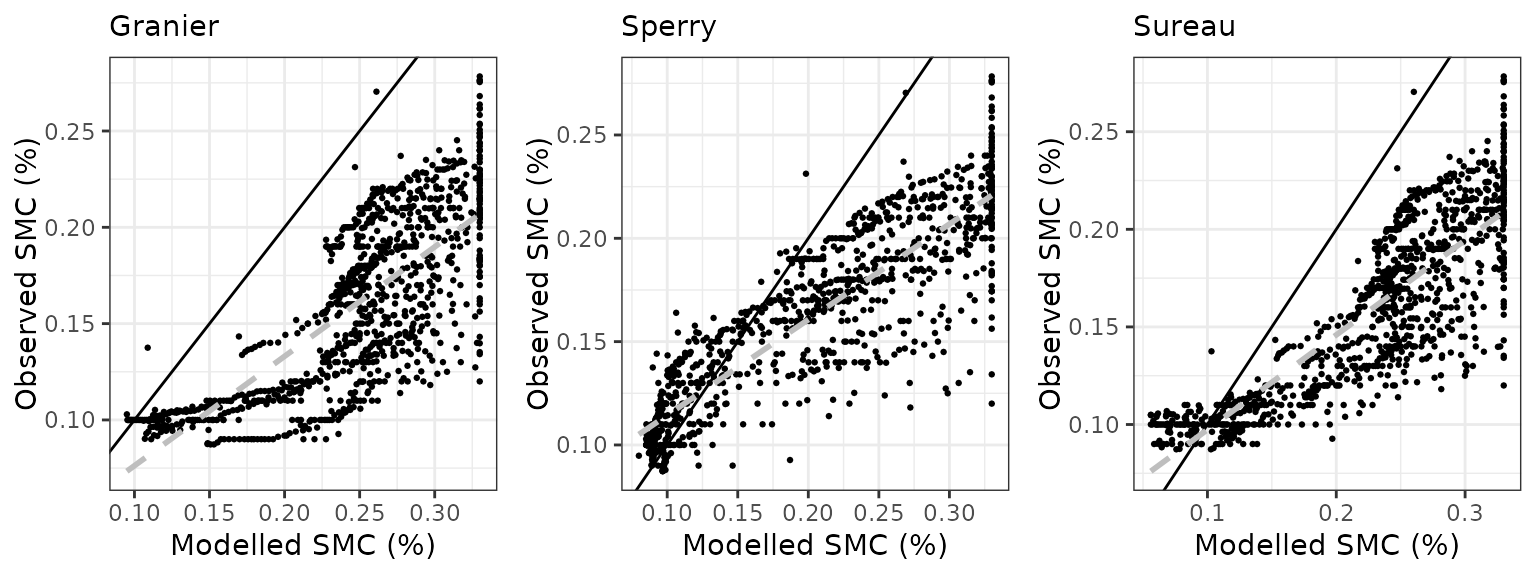 Granier
Observed SMC (%)
0.25
0.20
0.15
0.10
0.10 0.15 0.20 0.25 0.30
Modelled SMC (%)
Sperry
Observed SMC (%)
0.25
0.20
0.15
0.10
0.10 0.15 0.20 0.25 0.30
Modelled SMC (%)
Sureau
Observed SMC (%)
0.25
0.20
0.15
0.10
0.1 0.2 0.3
Modelled SMC (%)